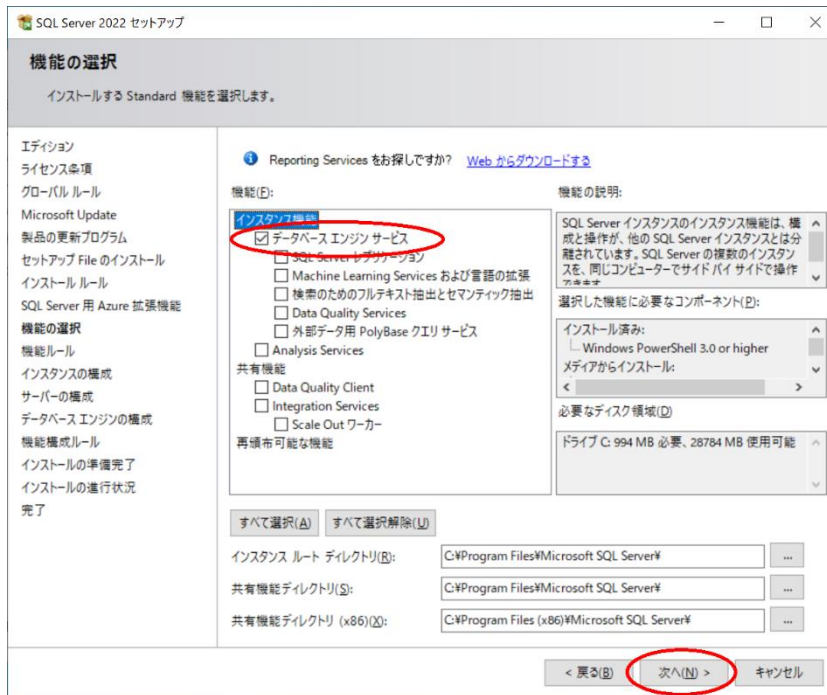 SQL Server 2022 セットアップ
機能の選択
インストールする Standard 機能を選択します。
エディション
ライセンス条項
グローバル ルール
Microsoft Update
製品の更新プログラム
セットアップ File のインストール
インストール ルール
SQL Server 用 Azure 拡張機能
機能の選択
機能ルール
インスタンスの構成
サーバーの構成
データベース エンジンの構成
機能構成ルール
インストールの準備完了
インストールの進行状況
完了
Reporting Services をお探しですか? Web からダウンロードする
機能(F):
インスタンス機能
データベース エンジン サービス
SQL Server レプリケーション
Machine Learning Services および言語の拡張
検索のためのフルテキスト抽出とセマンティック抽出
Data Quality Services
外部データ用 PolyBase クエリ サービス
Analysis Services
共有機能
Data Quality Client
Integration Services
Scale Out ワーカー
再頒布可能な機能
機能の説明:
SQL Server インスタンスのインスタンス機能は、構
成と操作が、他の SQL Server インスタンスとは分
離されています。SQL Server の複数のインスタン
スを、同じコンピューターでサイド バイ サイドで操作
できます。
選択した機能に必要なコンポーネント(P):
インストール済み:
Windows PowerShell 3.0 or higher
メディアからインストール:
必要なディスク領域(D)
ドライブ C: 994 MB 必要、28784 MB 使用可能
すべて選択(A) すべて選択解除(U)
インスタンス ルート ディレクトリ(R): C:¥Program Files¥Microsoft SQL Server¥ ...
共有機能ディレクトリ(S): C:¥Program Files¥Microsoft SQL Server¥ ...
共有機能ディレクトリ (x86)(X): C:¥Program Files (x86)¥Microsoft SQL Server¥ ...
< 戻る(B) 次へ(N) > キャンセル